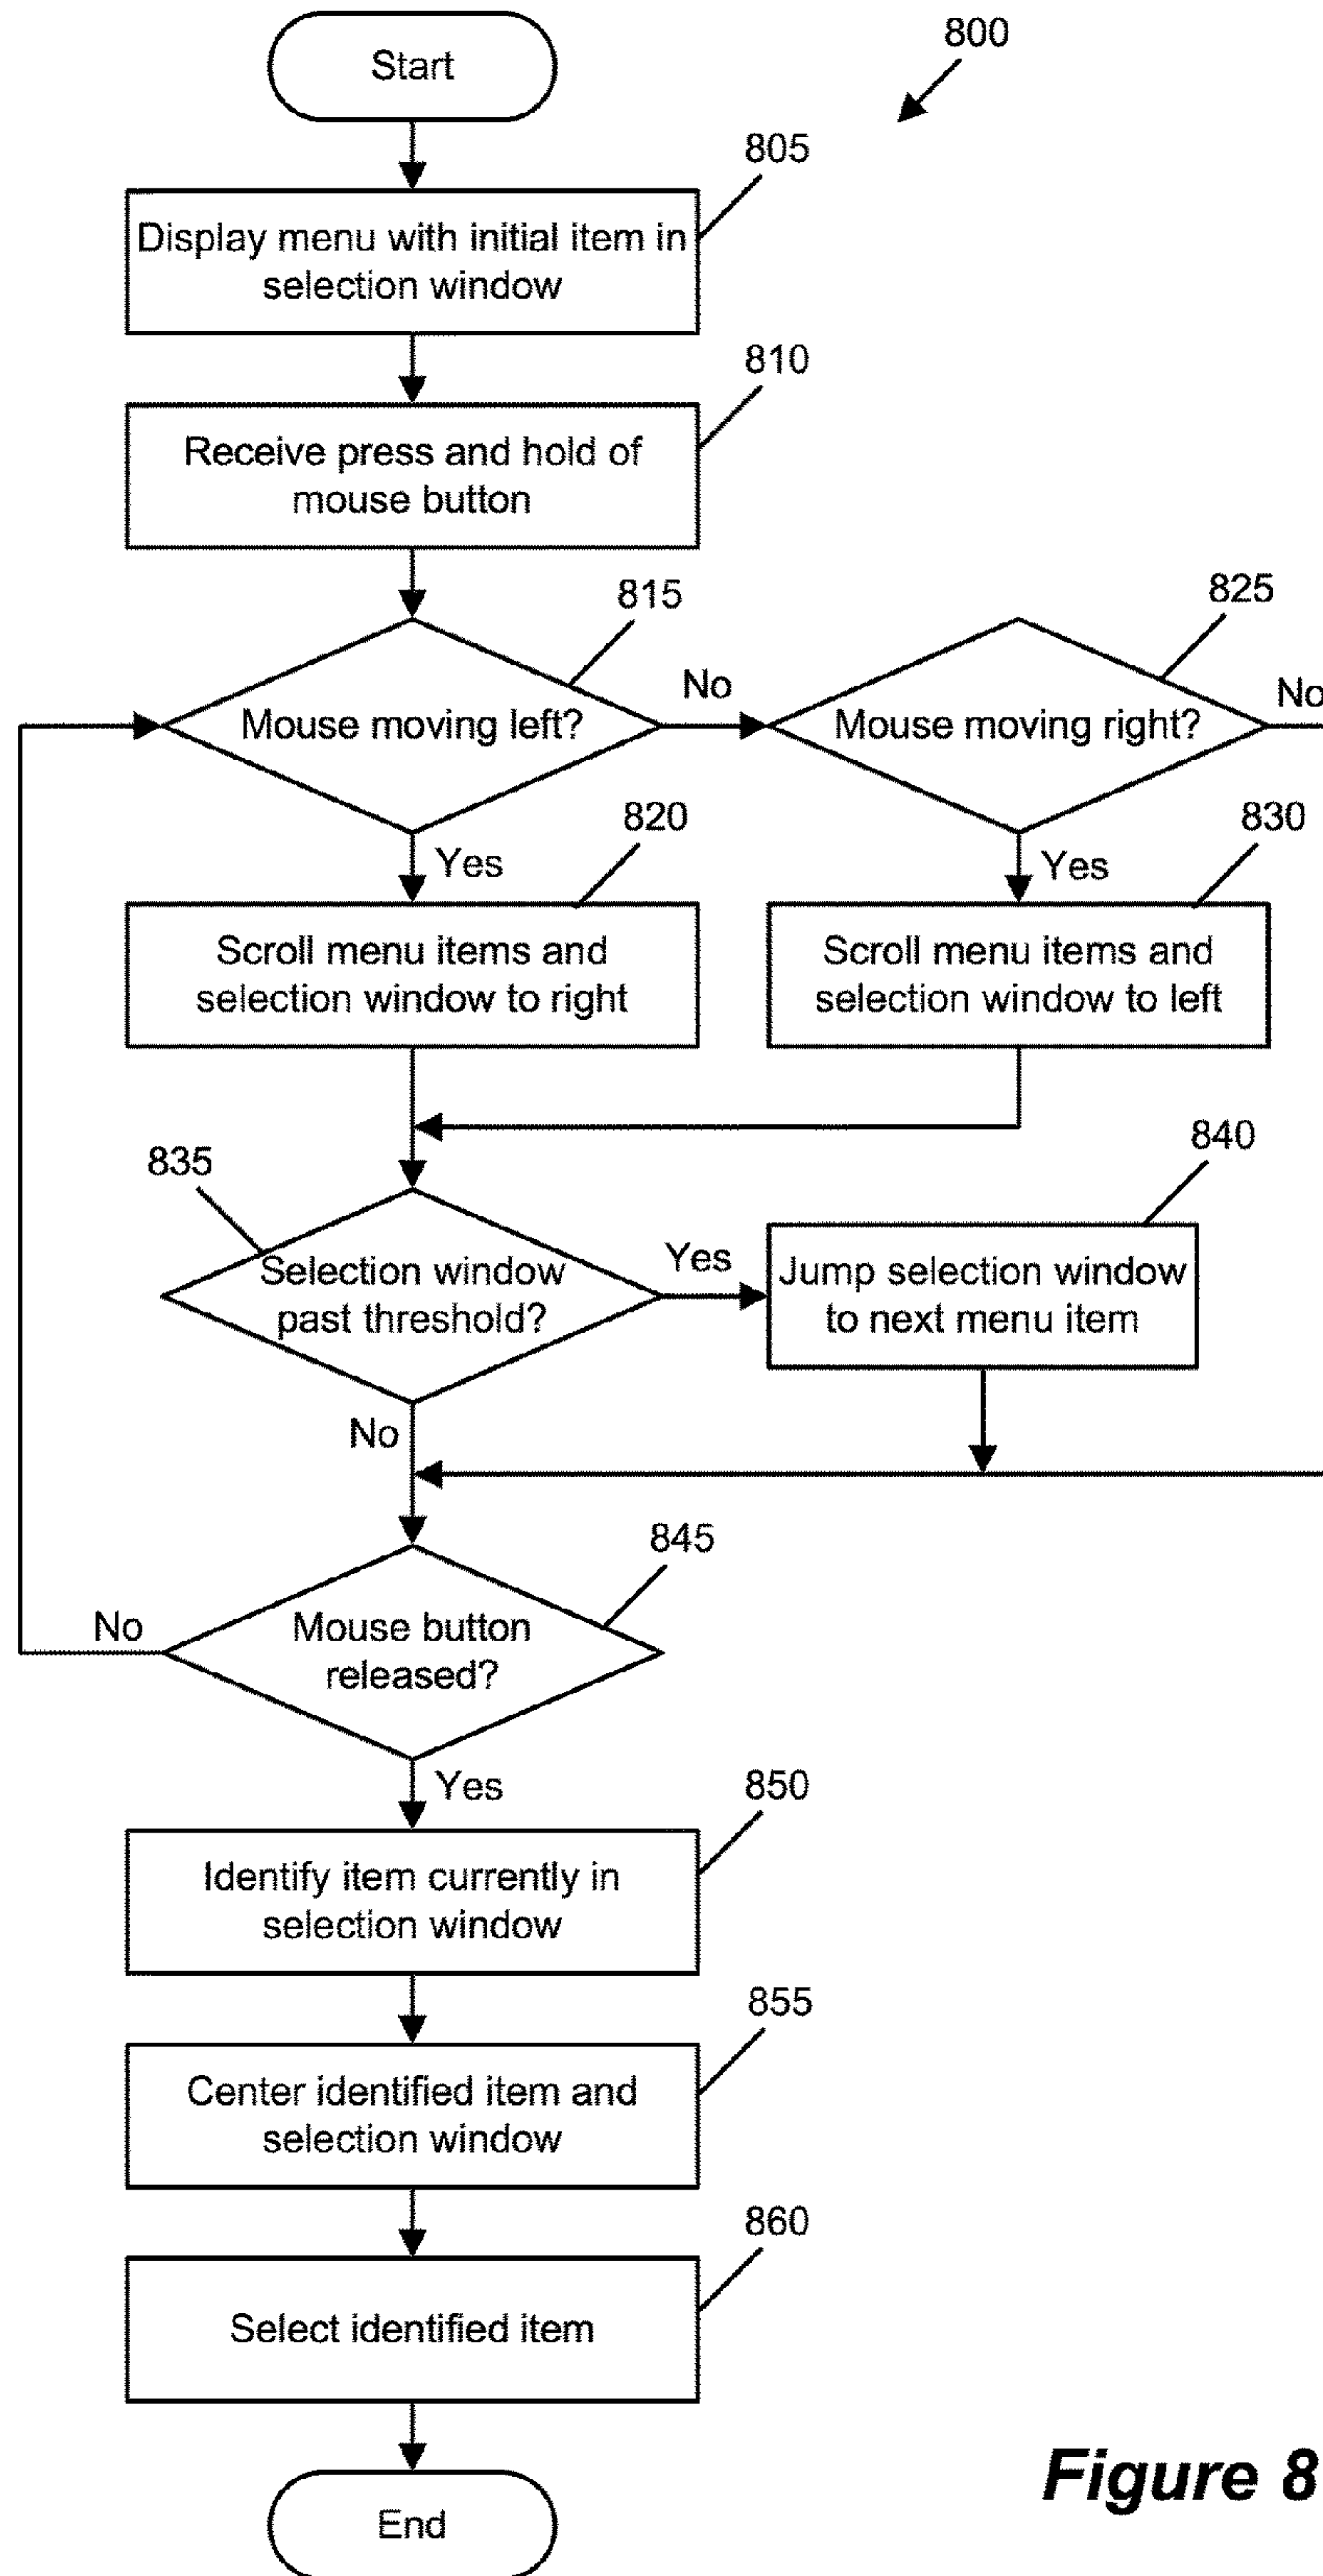 Start
800
805
Display menu with initial item in
selection window
810
Receive press and hold of
mouse button
815
825
Mouse moving left?
No
Mouse moving right?
No
820
830
Yes
Yes
Scroll menu items and
selection window to right
Scroll menu items and
selection window to left
835
840
Selection window
past threshold?
Yes
Jump selection window
to next menu item
No
845
Mouse button
released?
No
Yes
850
Identify item currently in
selection window
855
Center identified item and
selection window
860
Select identified item
End
Figure 8